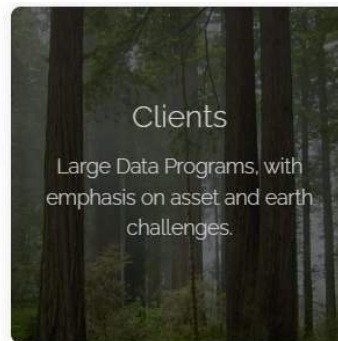 Clients
Large Data Programs, with
emphasis on asset and earth
challenges.